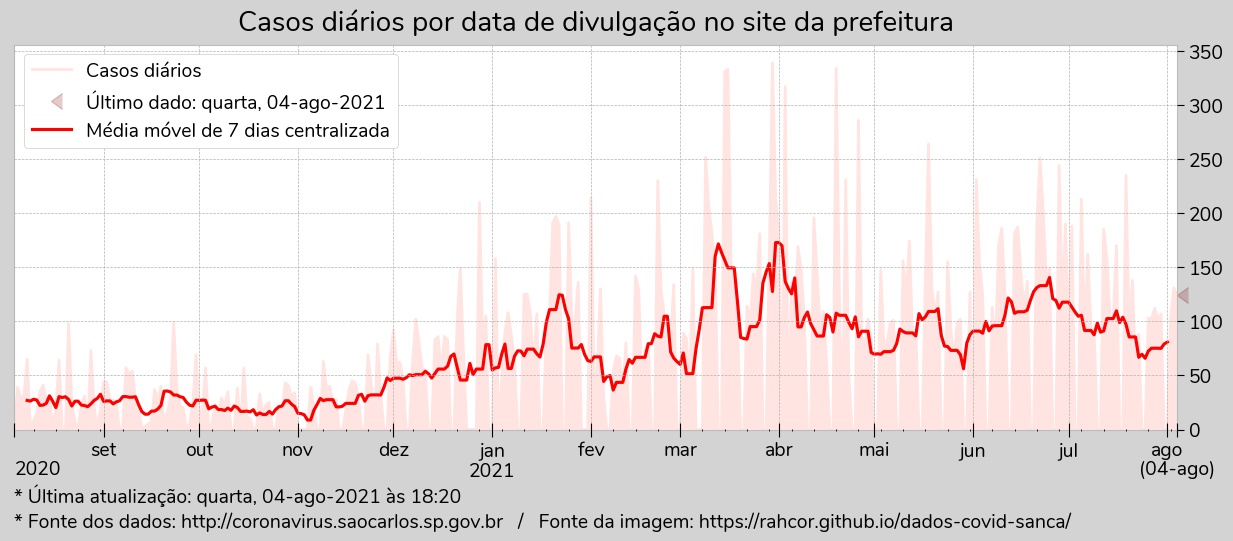 Casos diários por data de divulgação no site da prefeitura
Casos diários
Último dado: quarta, 04-ago-2021
Média móvel de 7 dias centralizada
350
300
250
200
150
100
50
0
set out nov dez jan fev mar abr mai jun jul ago
2020 2021 (04-ago)
* Última atualização: quarta, 04-ago-2021 às 18:20
* Fonte dos dados: http://coronavirus.saocarlos.sp.gov.br / Fonte da imagem: https://rahcor.github.io/dados-covid-sanca/